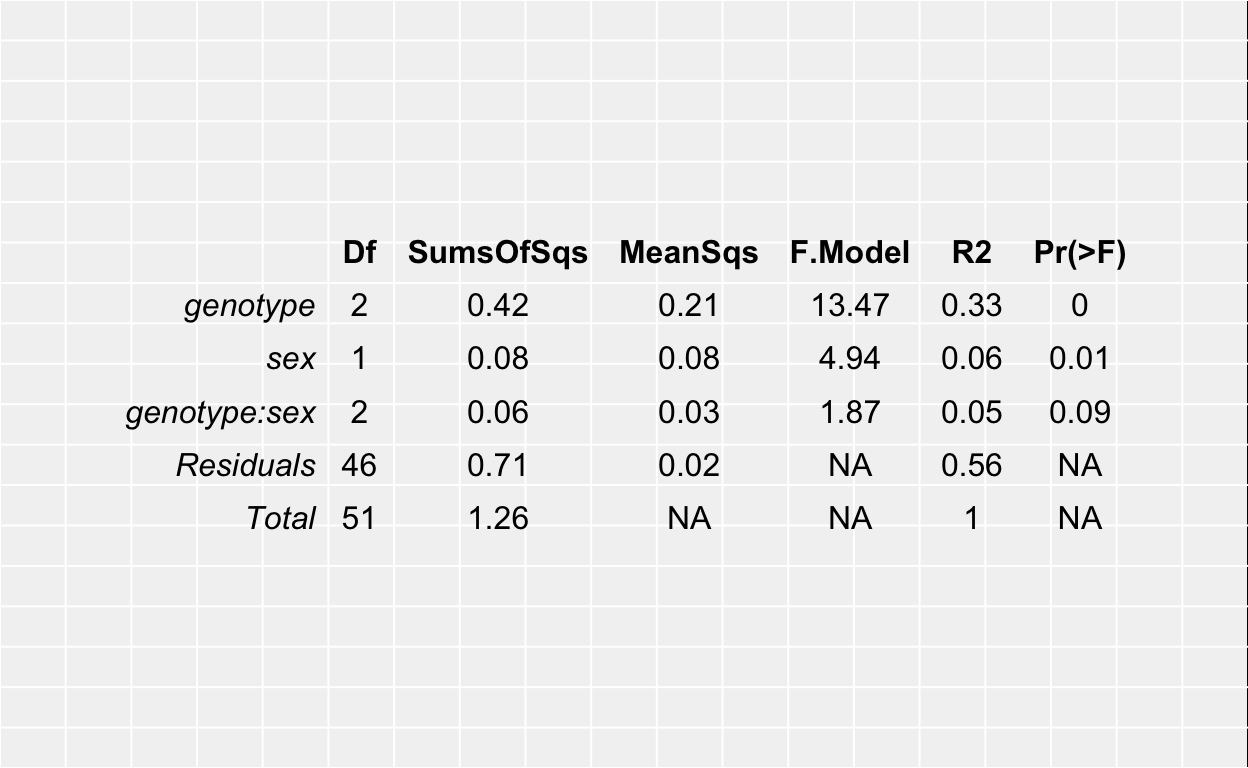 Df SumsOfSqs MeanSqs F.Model R2 Pr(>F)
genotype 2 0.42 0.21 13.47 0.33 0
sex 1 0.08 0.08 4.94 0.06 0.01
genotype:sex 2 0.06 0.03 1.87 0.05 0.09
Residuals 46 0.71 0.02 NA 0.56 NA
Total 51 1.26 NA NA 1 NA